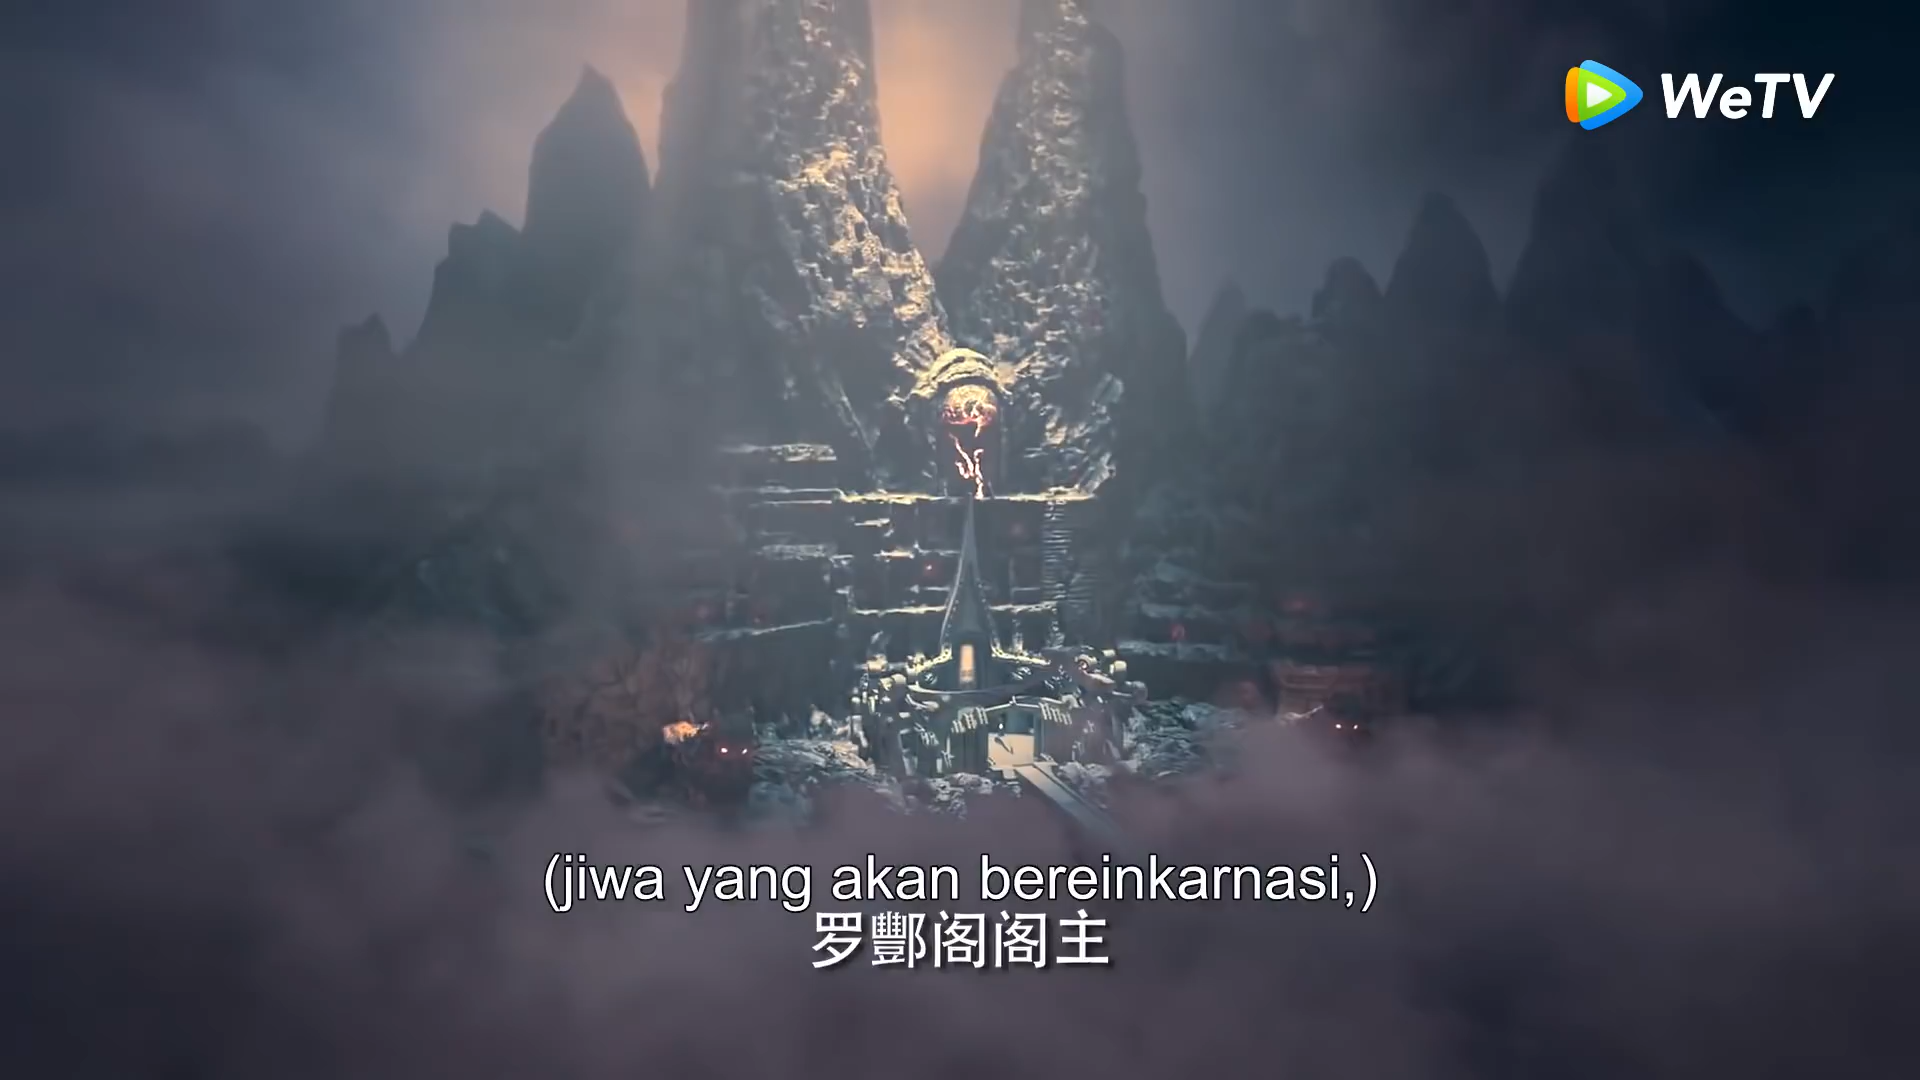 WeTV
(jiwa yang akan bereinkarnasi,)
罗酆阁阁主